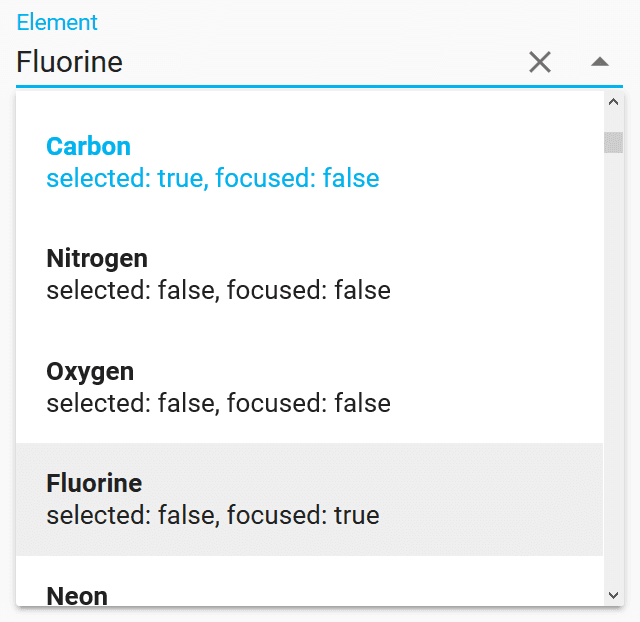 Element
Fluorine
Carbon
selected: true, focused: false
Nitrogen
selected: false, focused: false
Oxygen
selected: false, focused: false
Fluorine
selected: false, focused: true
Neon